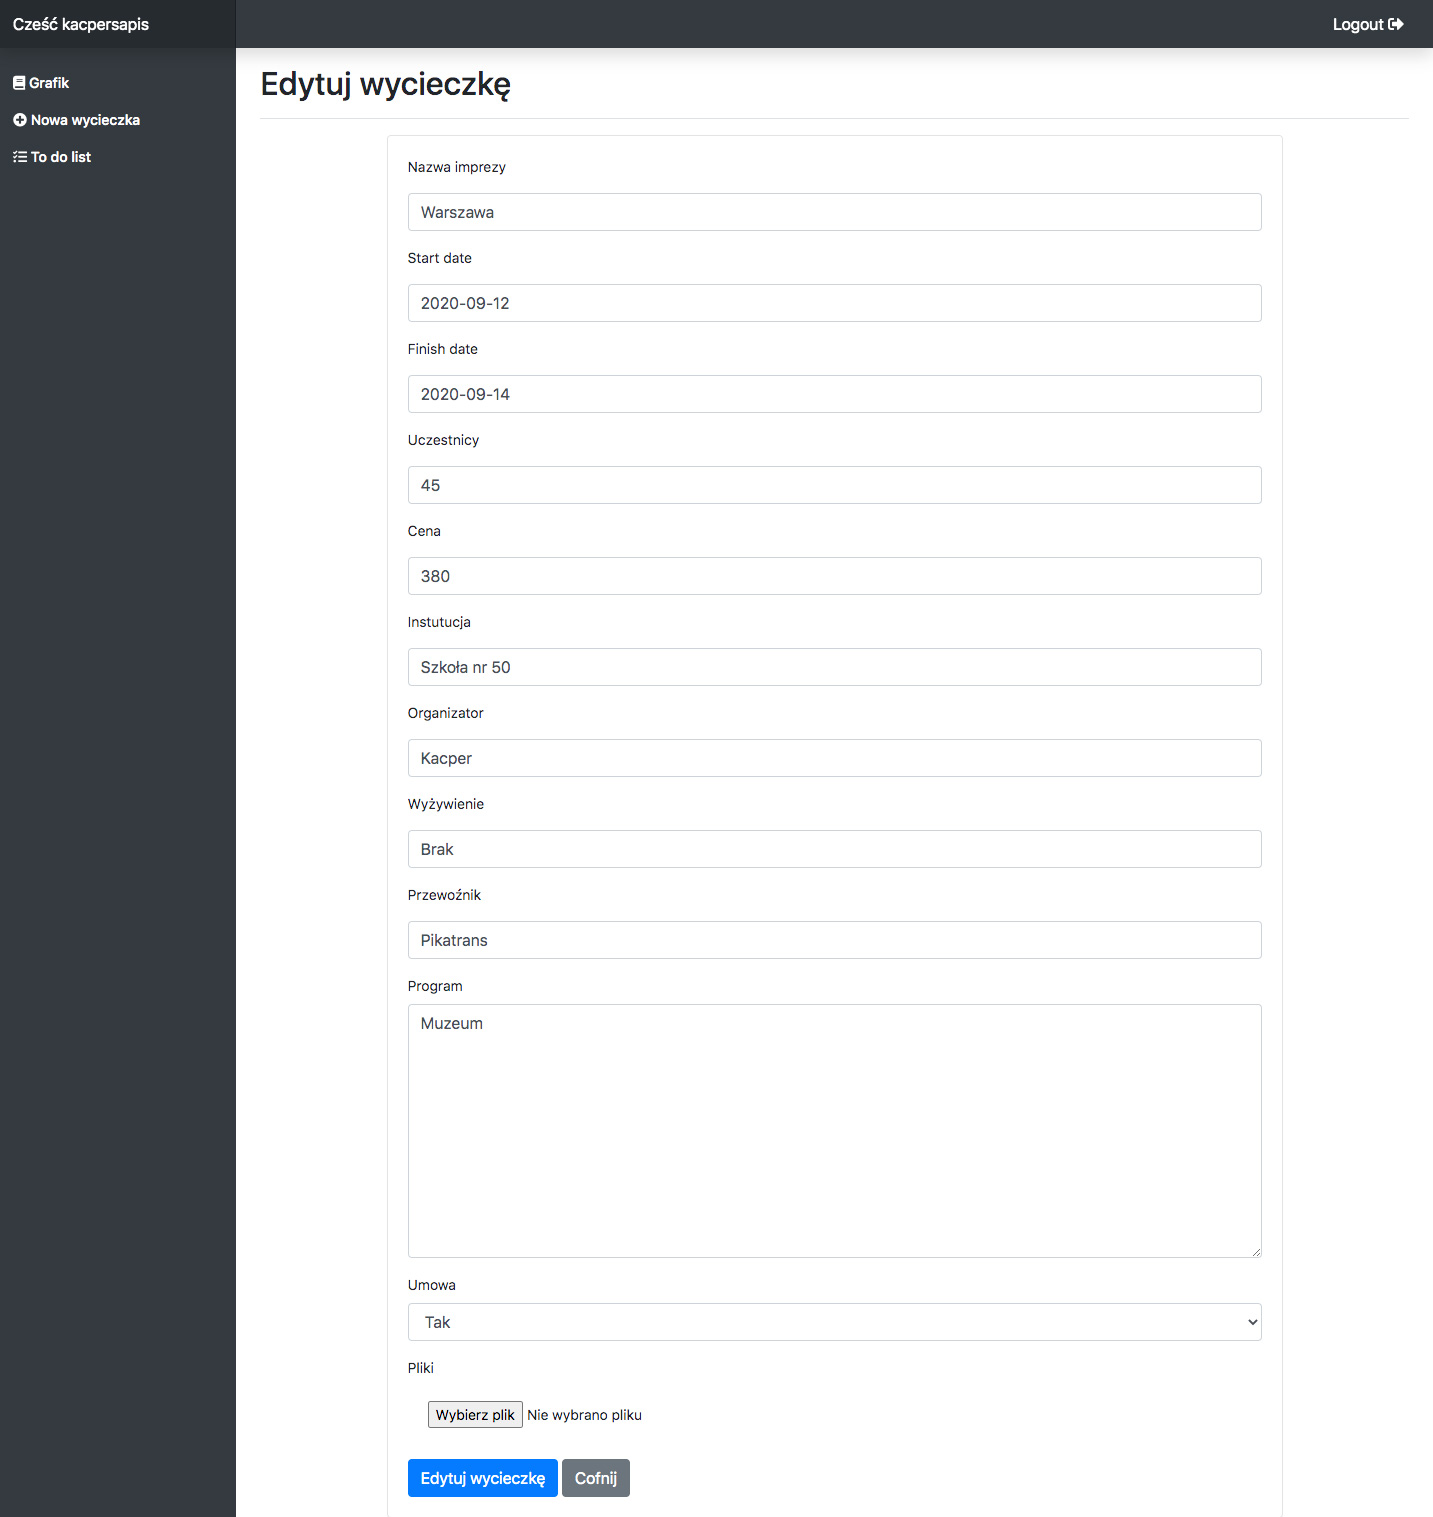 Cześć kacpersapis
Logout
Grafik
Nowa wycieczka
To do list
Edytuj wycieczkę
Nazwa imprezy
Warszawa
Start date
2020-09-12
Finish date
2020-09-14
Uczestnicy
45
Cena
380
Instutucja
Szkoła nr 50
Organizator
Kacper
Wyżywienie
Brak
Przewoźnik
Pikatrans
Program
Muzeum
Umowa
Tak
Pliki
Wybierz plik Nie wybrano pliku
Edytuj wycieczkę Cofnij